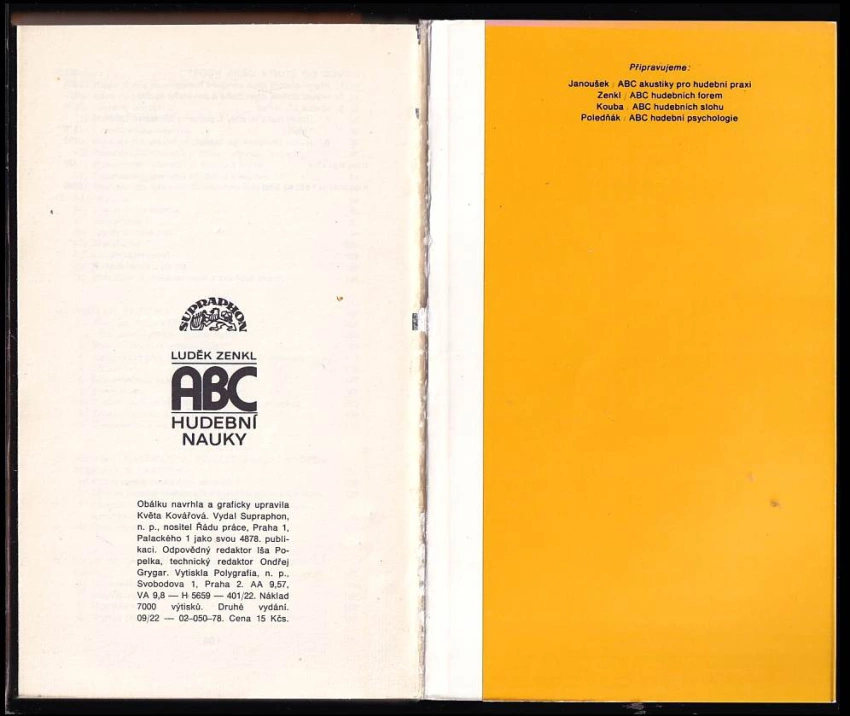 SUPRAPHON
LUDĚK ZENKL
ABC
HUDEBNÍ
NAUKY
Obálku navrhla a graficky upravila
Květa Kovářová. Vydal Supraphon,
n. p., nositel Řádu práce, Praha 1,
Palackého 1 jako svou 4878. publi-
kaci. Odpovědný redaktor Iša Po-
pelka, technický redaktor Ondřej
Grygar. Vytiskla Polygrafia, n. p.,
Svobodova 1, Praha 2. AA 9,57,
VA 9,8 — H 5659 — 401/22. Náklad
7000 výtisků. Druhé vydání.
09/22 — 02-050-78. Cena 15 Kčs.
Připravujeme:
Janoušek / ABC akustiky pro hudební praxi
Zenkl / ABC hudebních forem
Kouba / ABC hudebních slohu
Poledňák / ABC hudební psychologie